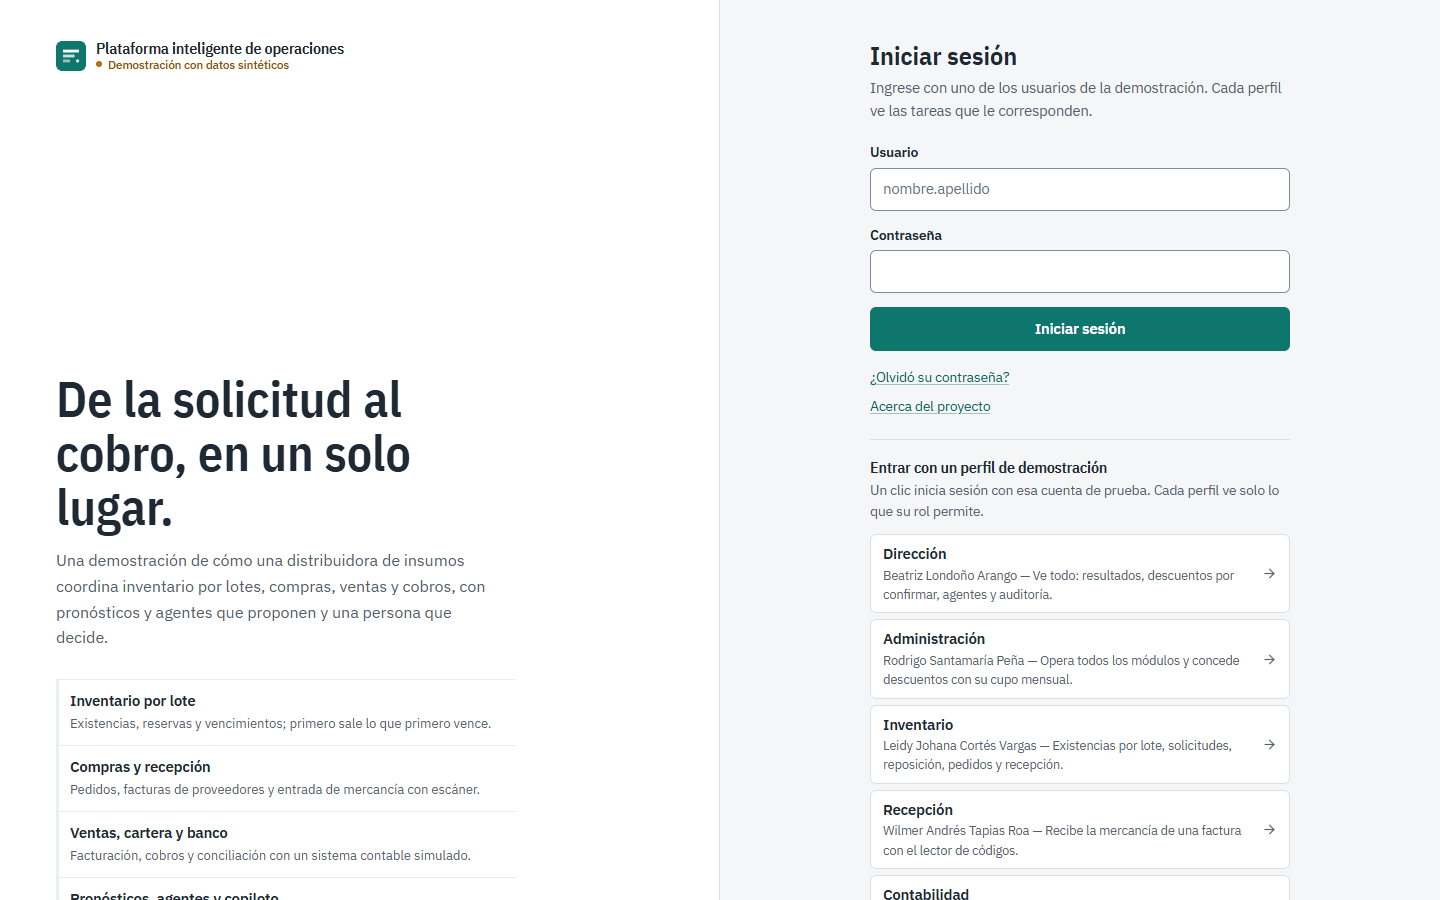 Plataforma inteligente de operaciones
Demostración con datos sintéticos
De la solicitud al
cobro, en un solo
lugar.
Una demostración de cómo una distribuidora de insumos
coordina inventario por lotes, compras, ventas y cobros, con
pronósticos y agentes que proponen y una persona que
decide.
Inventario por lote
Existencias, reservas y vencimientos; primero sale lo que primero vence.
Compras y recepción
Pedidos, facturas de proveedores y entrada de mercancía con escáner.
Ventas, cartera y banco
Facturación, cobros y conciliación con un sistema contable simulado.
Pronósticos, agentes y copiloto
Iniciar sesión
Ingrese con uno de los usuarios de la demostración. Cada perfil
ve las tareas que le corresponden.
Usuario
nombre.apellido
Contraseña
Iniciar sesión
¿Olvidó su contraseña?
Acerca del proyecto
Entrar con un perfil de demostración
Un clic inicia sesión con esa cuenta de prueba. Cada perfil ve solo lo
que su rol permite.
Dirección
Beatriz Londoño Arango — Ve todo: resultados, descuentos por
confirmar, agentes y auditoría.
Administración
Rodrigo Santamaría Peña — Opera todos los módulos y concede
descuentos con su cupo mensual.
Inventario
Leidy Johana Cortés Vargas — Existencias por lote, solicitudes,
reposición, pedidos y recepción.
Recepción
Wilmer Andrés Tapias Roa — Recibe la mercancía de una factura
con el lector de códigos.
Contabilidad